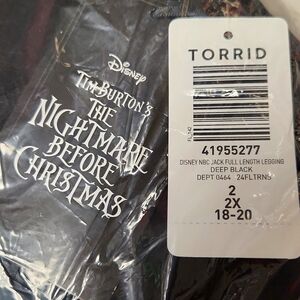 Disney
TIM BURTON'S
THE
NIGHTMARE
BEFORE
CHRISTMAS
TORRID
41955277
DISNEY NBC JACK FULL LENGTH LEGGING
DEEP BLACK
DEPT 0464 24FLTRNS
2
2X
18-20